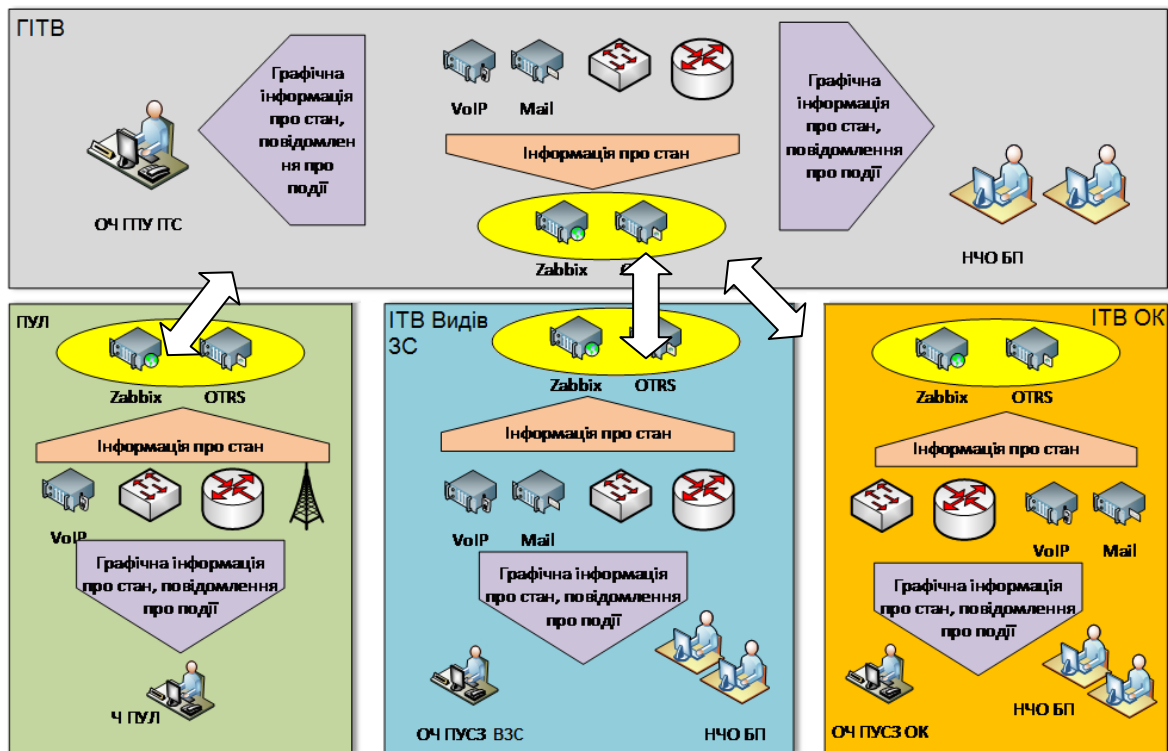 ГІТВ
Графічна
інформація
про стан,
повідомлен
ня про
події
VoIP
Mail
Графічна
інформація
про стан,
повідомлення
про події
Інформація про стан
Zabbix
ОЧ ГПУ ІТС
НЧО БП
ПУЛ
Zabbix
OTRS
Інформація про стан
VoIP
Графічна інформація
про стан, повідомлення
про події
Ч ПУЛ
ІТВ Видів
ЗС
Zabbix
OTRS
Інформація про стан
VoIP
Mail
Графічна інформація
про стан, повідомлення
про події
ОЧ ПУСЗ ВЗС
НЧО БП
ІТВ ОК
Zabbix
OTRS
Інформація про стан
VoIP
Mail
Графічна інформація
про стан, повідомлення
про події
ОЧ ПУСЗ ОК
НЧО БП